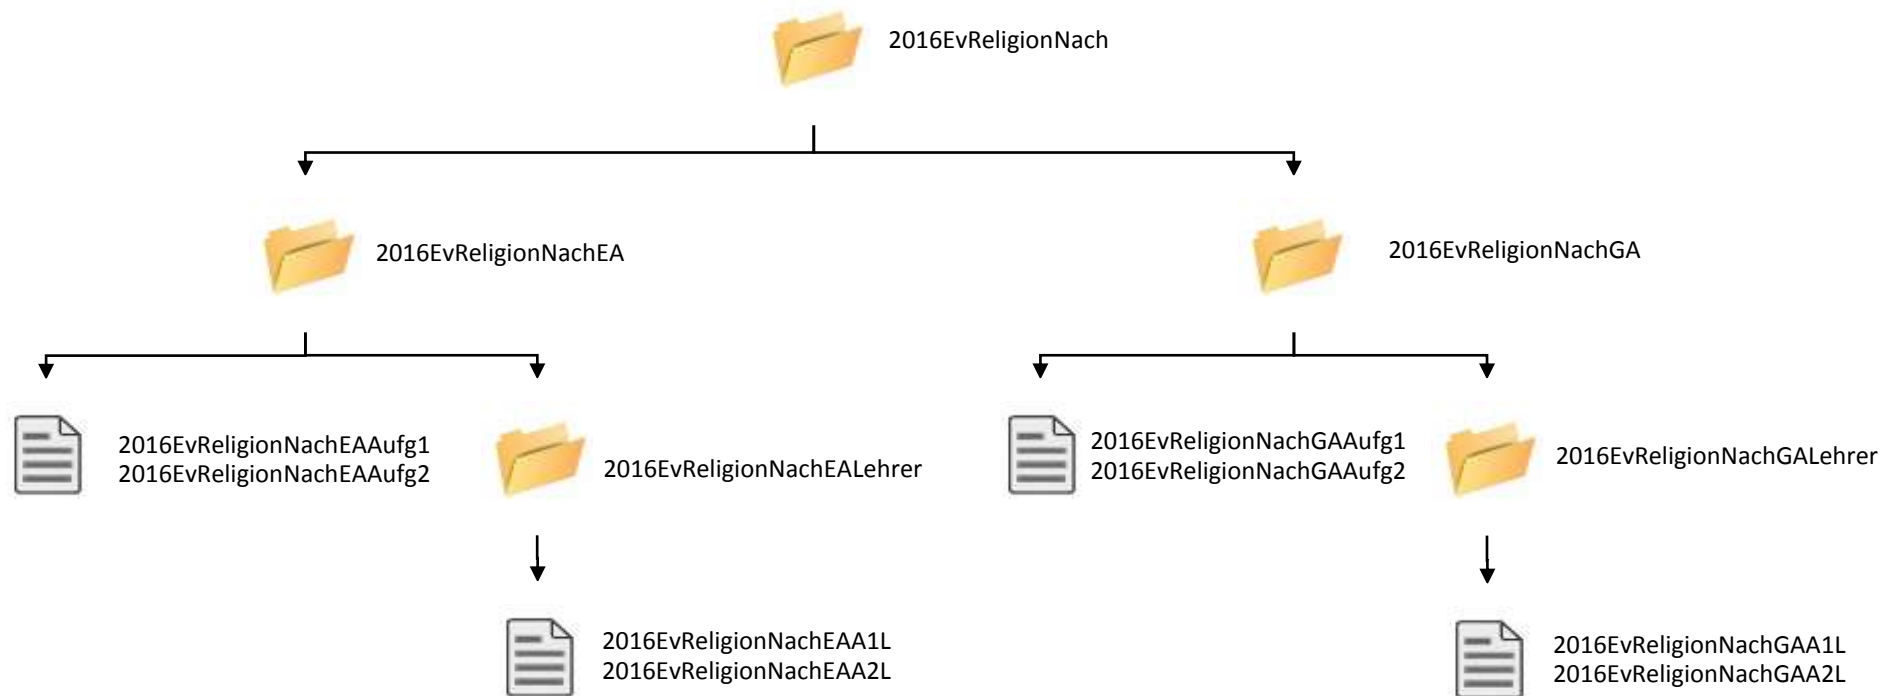 2016EvReligionNach
2016EvReligionNachEA
2016EvReligionNachGA
2016EvReligionNachEAAufg1
2016EvReligionNachEAAufg2
2016EvReligionNachEALehrer
2016EvReligionNachGAAufg1
2016EvReligionNachGAAufg2
2016EvReligionNachGALehrer
2016EvReligionNachEAA1L
2016EvReligionNachEAA2L
2016EvReligionNachGAA1L
2016EvReligionNachGAA2L